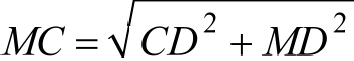 MC = √(CD² + MD²)